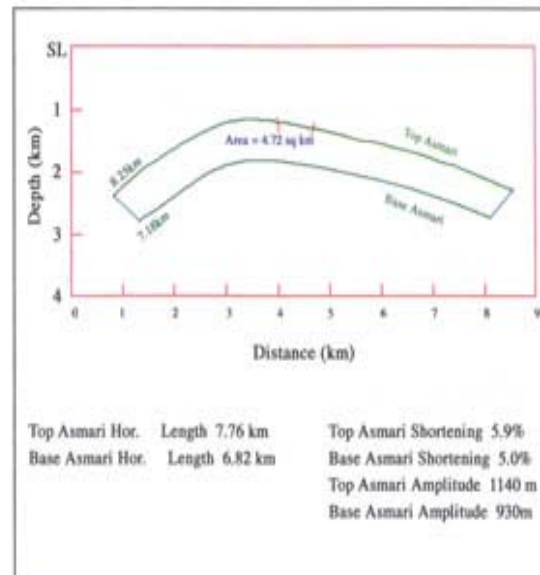 SL
1
2
3
4
Depth (km)
8.25km
7.18km
Area = 4.72 sq km
Top Asmari
Base Asmari
0 1 2 3 4 5 6 7 8 9
Distance (km)
Top Asmari Hor. Length 7.76 km
Base Asmari Hor. Length 6.82 km
Top Asmari Shortening 5.9%
Base Asmari Shortening 5.0%
Top Asmari Amplitude 1140 m
Base Asmari Amplitude 930m